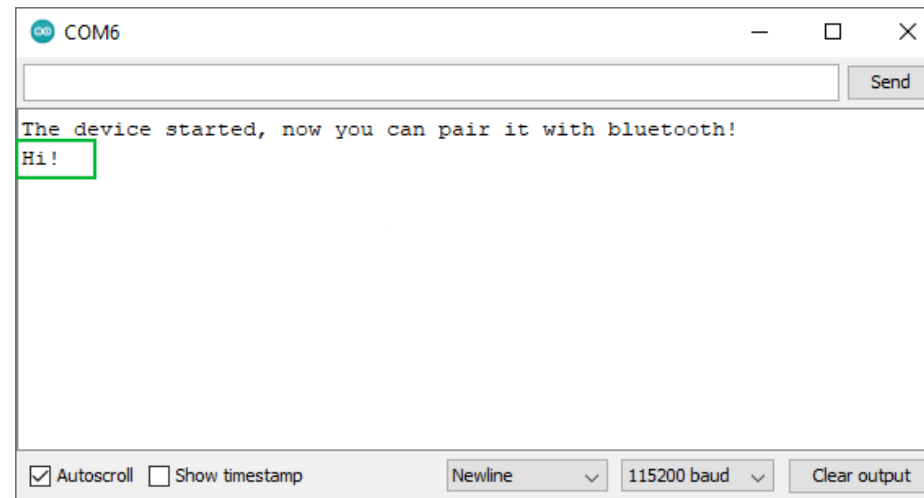 COM6
Send
The device started, now you can pair it with bluetooth!
Hi!
Autoscroll Show timestamp Newline 115200 baud Clear output